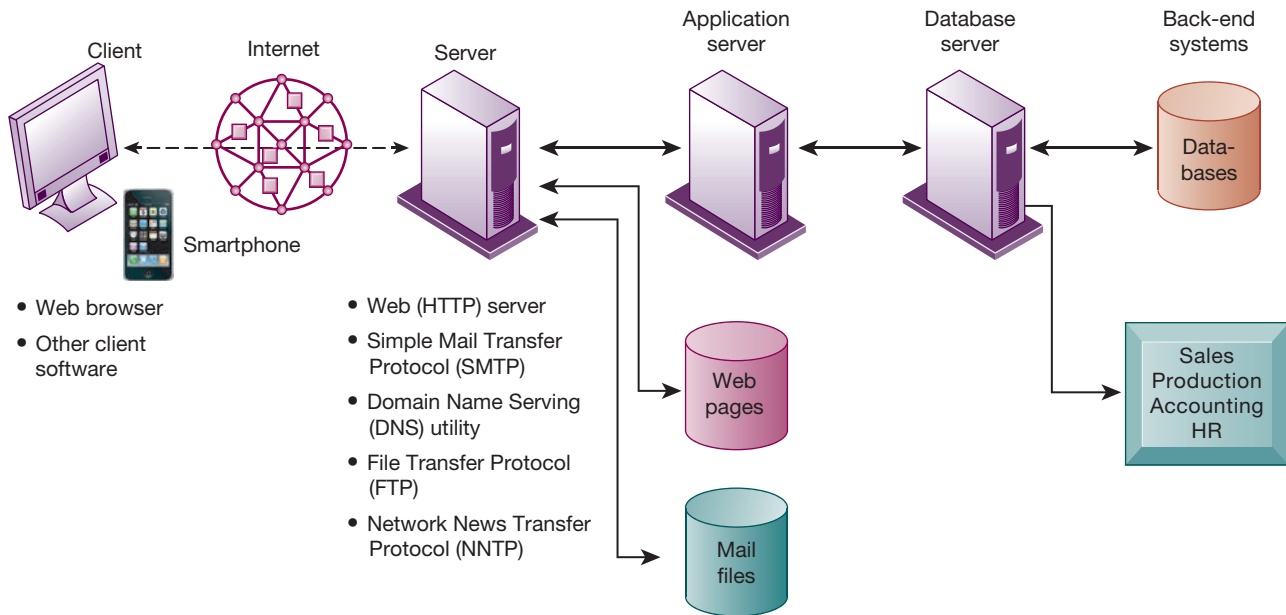 Client
Internet
Server
Application
server
Database
server
Back-end
systems
Smartphone
• Web browser
• Other client
software
• Web (HTTP) server
• Simple Mail Transfer
Protocol (SMTP)
• Domain Name Serving
(DNS) utility
• File Transfer Protocol
(FTP)
• Network News Transfer
Protocol (NNTP)
Data-
bases
Web
pages
Mail
files
Sales
Production
Accounting
HR